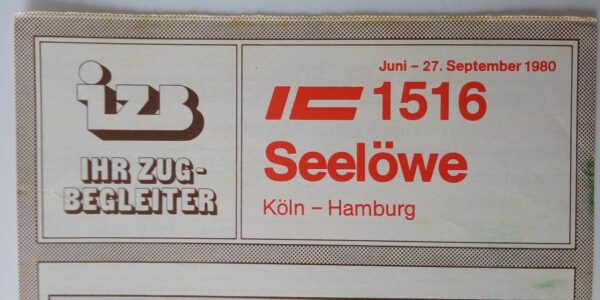 izB
IHR ZUG-
BEGLEITER
Juni – 27. September 1980
IC 1516
Seelöwe
Köln – Hamburg